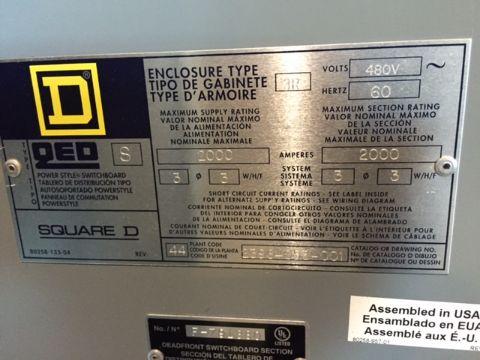 ENCLOSURE TYPE
TIPO DE GABINETE
TYPE D'ARMOIRE
3R
VOLTS 480V ~
HERTZ 60
MAXIMUM SUPPLY RATING
VALOR NOMINAL MÁXIMO
DE LA ALIMENTACIÓN
ALIMENTATION
NOMINALE MAXIMALE
MAXIMUM SECTION RATING
VALOR NOMINAL MÁXIMO
DE LA SECCIÓN
VALEUR NOMINALE
MAXIMALE DE LA SECTION
2000 AMPERES 2000
3 Ø 3 W/H/F
SYSTEM
SISTEMA
SYSTÈME
3 Ø 3 W/H/F
D
QED S
TYPE
TIPO
POWER STYLE SWITCHBOARD
TABLERO DE DISTRIBUCIÓN TIPO
AUTOSOPORTADO POWERSTYLE
PANNEAU DE COMMUTATION
POWERSTYLE
SQUARE D
80258-133-04 REV.
SHORT CIRCUIT CURRENT RATINGS - SEE LABEL INSIDE
FOR ALTERNATE SUPPLY RATINGS - SEE WIRING DIAGRAM
CORRIENTE NOMINAL DE CORTOCIRCUITO - CONSULTE LA ETIQUETA
DEL INTERIOR PARA CONOCER OTROS VALORES NOMINALES
DE ALIMENTACIÓN - CONSULTE EL DIAGRAMA DE ALAMBRADO
COURANT NOMINAL DE COURT-CIRCUIT - VOIR L'ÉTIQUETTE À L'INTÉRIEUR POUR
D'AUTRES VALEURS NOMINALES D'ALIMENTATION - VOIR LE SCHÉMA DE CÂBLAGE
44
PLANT CODE
CÓDIGO DE LA PLANTA
CODE D'USINE
CATALOG OR DRAWING NO.
No. DE CATÁLOGO O DIBUJO
N° DE CATALOGUE OU DESSIN
No. / N°
UL
LISTED
DEADFRONT SWITCHBOARD SECTION
SECCIÓN DEL TABLERO DE
Assembled in USA
Ensamblado en EUA
Assemblé aux É.-U.